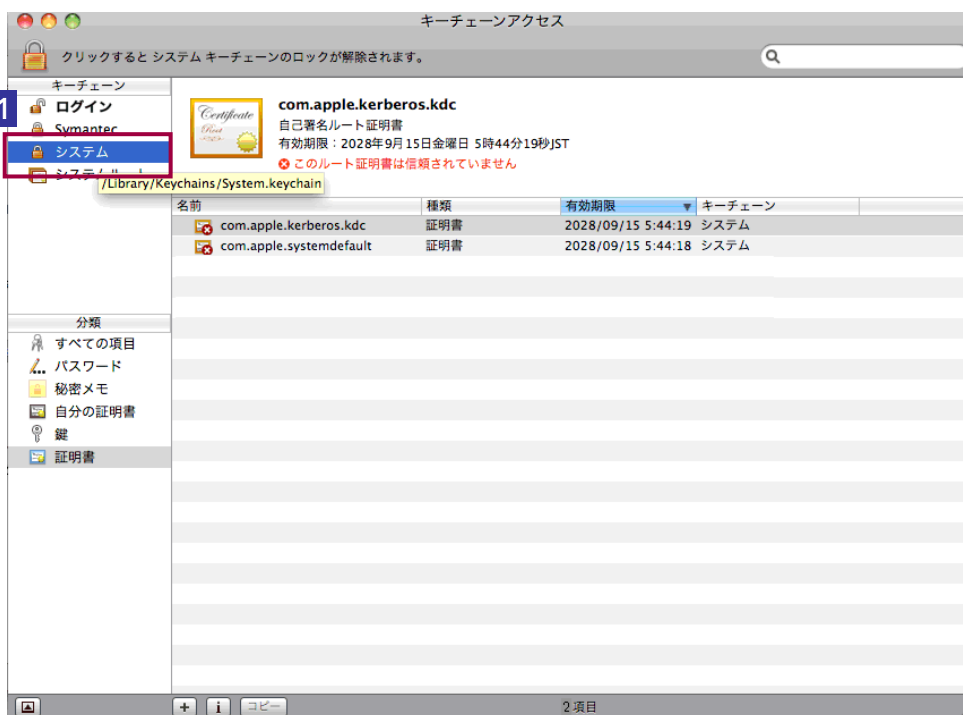 キーチェーンアクセス
クリックすると システム キーチェーンのロックが解除されます。
キーチェーン
1
ログイン
Symantec
システム
/Library/Keychains/System.keychain
Certificate
Root
com.apple.kerberos.kdc
自己署名ルート証明書
有効期限：2028年9月15日金曜日 5時44分19秒JST
このルート証明書は信頼されていません
名前 種類 有効期限 キーチェーン
com.apple.kerberos.kdc 証明書 2028/09/15 5:44:19 システム
com.apple.systemdefault 証明書 2028/09/15 5:44:18 システム
分類
すべての項目
パスワード
秘密メモ
自分の証明書
鍵
証明書
+ i コピー 2 項目